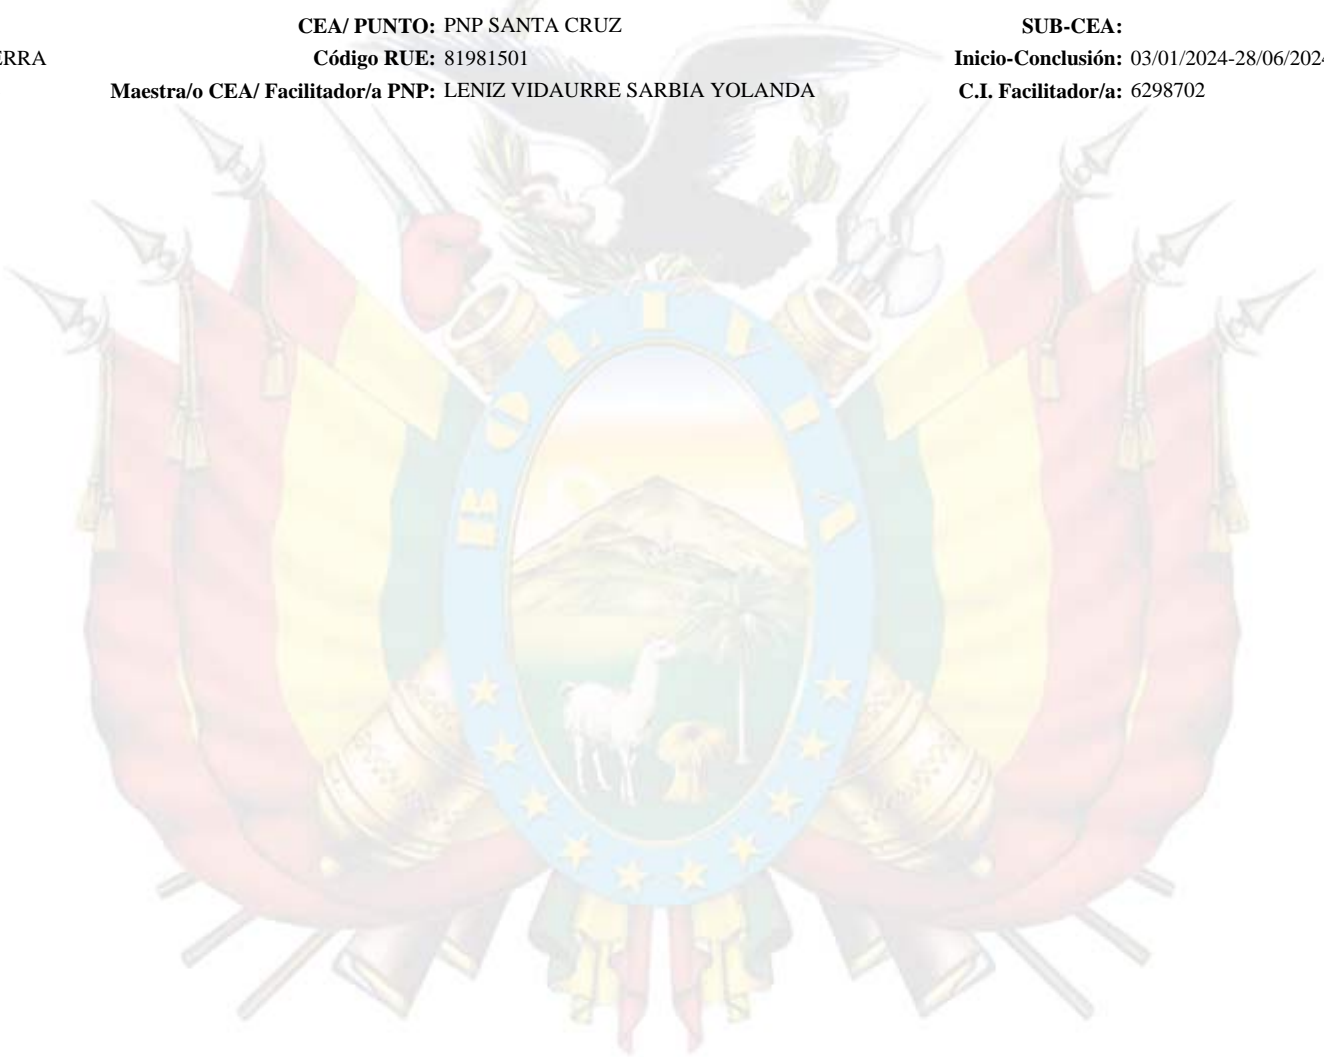 CEA/ PUNTO: PNP SANTA CRUZ SUB-CEA:
ERRA Código RUE: 81981501 Inicio-Conclusión: 03/01/2024-28/06/2024
Maestra/o CEA/ Facilitador/a PNP: LENIZ VIDAURRE SARBIA YOLANDA C.I. Facilitador/a: 6298702
BOLIVIA